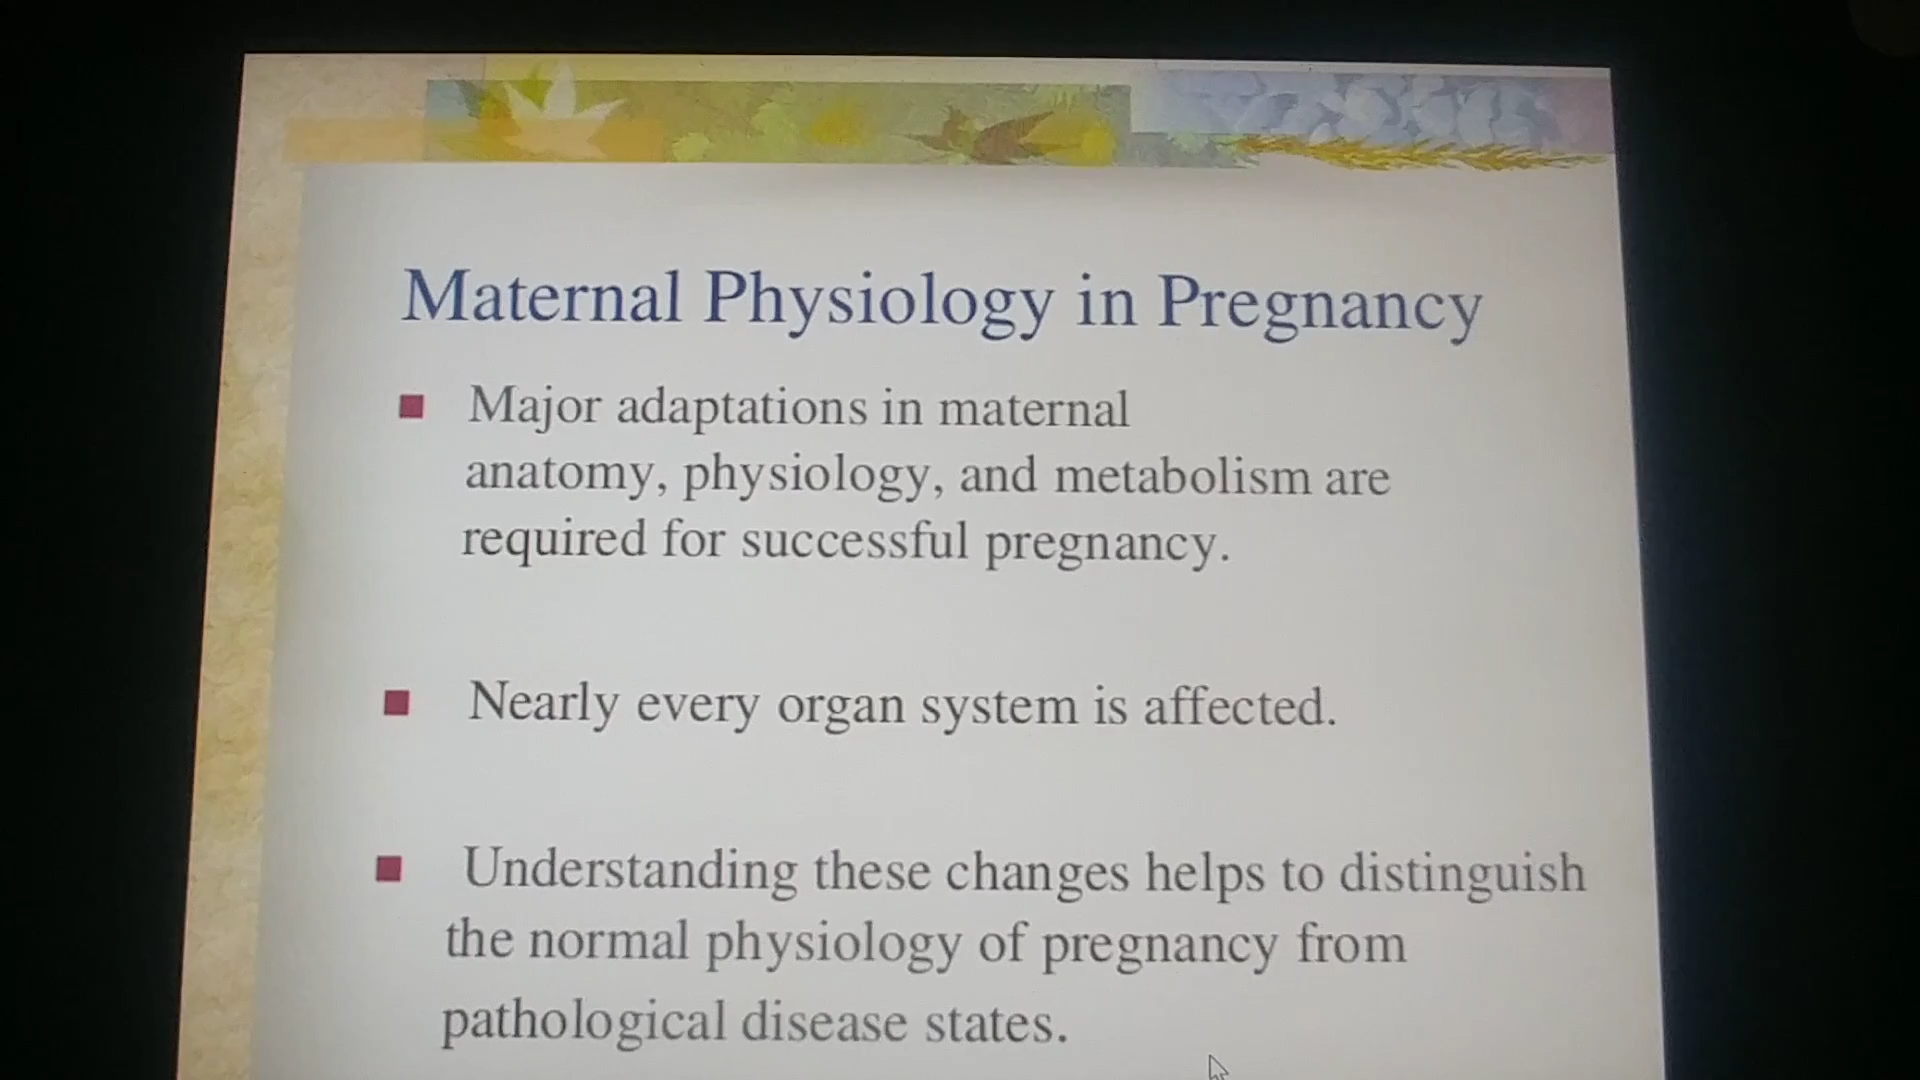 Maternal Physiology in Pregnancy
Major adaptations in maternal
anatomy, physiology, and metabolism are
required for successful pregnancy.
Nearly every organ system is affected.
Understanding these changes helps to distinguish
the normal physiology of pregnancy from
pathological disease states.